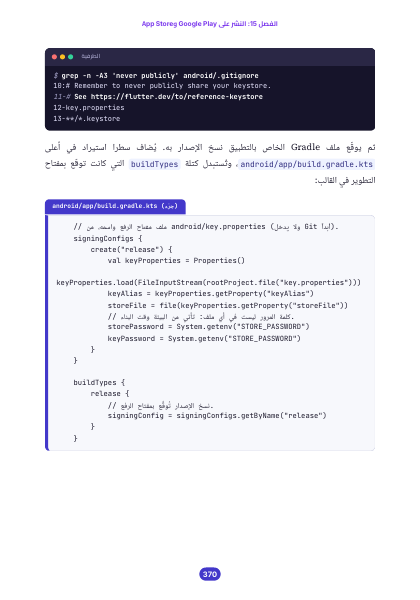 الفصل 15: النشر على Google Play وApp Store
الطرفية
$ grep -n -A3 'never publicly' android/.gitignore
10:# Remember to never publicly share your keystore.
11-# See https://flutter.dev/to/reference-keystore
12-key.properties
13-**/*.keystore
ثم يوقّع ملف Gradle الخاص بالتطبيق نسخ الإصدار به. يُضاف سطرا استيراد في أعلى
android/app/build.gradle.kts، وتُستبدل كتلة buildTypes التي كانت توقّع بمفتاح
التطوير في القالب:
android/app/build.gradle.kts (جزء)
// ملف مفتاح الرفع واسمه، من android/key.properties (لا يدخل Git أبدًا).
signingConfigs {
create("release") {
val keyProperties = Properties()
keyProperties.load(FileInputStream(rootProject.file("key.properties")))
keyAlias = keyProperties.getProperty("keyAlias")
storeFile = file(keyProperties.getProperty("storeFile"))
// كلمة المرور ليست في أي ملف: تأتي من البيئة وقت البناء.
storePassword = System.getenv("STORE_PASSWORD")
keyPassword = System.getenv("STORE_PASSWORD")
}
}
buildTypes {
release {
// نسخ الإصدار تُوقَّع بمفتاح الرفع.
signingConfig = signingConfigs.getByName("release")
}
}
370